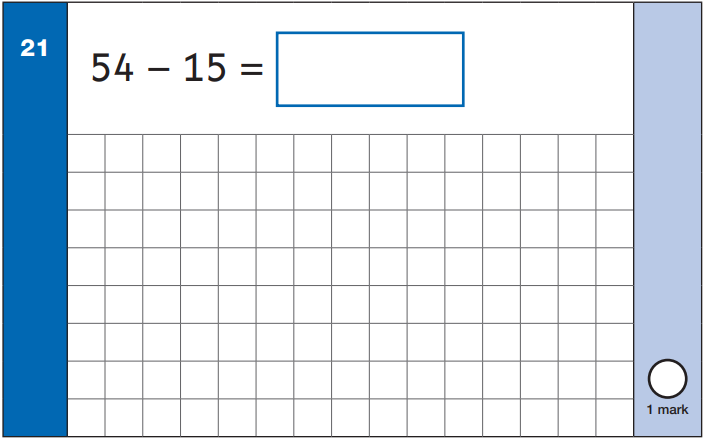 21
54 – 15 =
1 mark